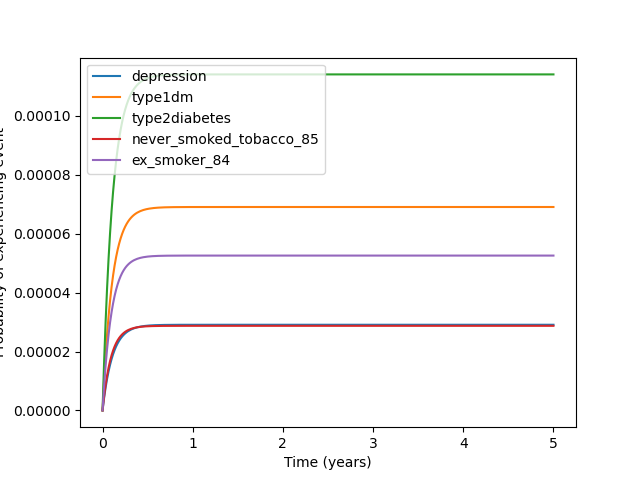 depression
type1dm
type2diabetes
never_smoked_tobacco_85
ex_smoker_84
0.00010
0.00008
0.00006
0.00004
0.00002
0.00000
0 1 2 3 4 5
Time (years)
Probability of experiencing event